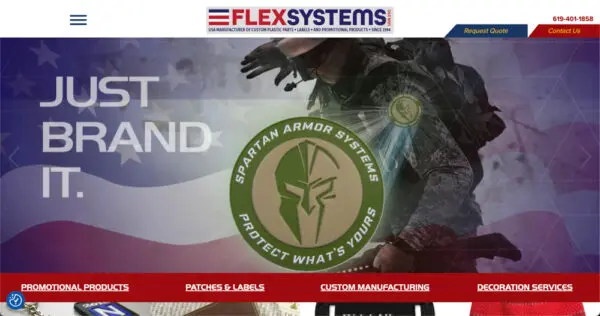 FLEXSYSTEMS
USA MANUFACTURER OF CUSTOM PLASTIC PARTS • LABELS • AND PROMOTIONAL PRODUCTS • SINCE 1994
619-401-1858
Request Quote
Contact Us
JUST
BRAND
IT.
SPARTAN ARMOR SYSTEMS
PROTECT WHAT'S YOURS
PROMOTIONAL PRODUCTS
PATCHES & LABELS
CUSTOM MANUFACTURING
DECORATION SERVICES